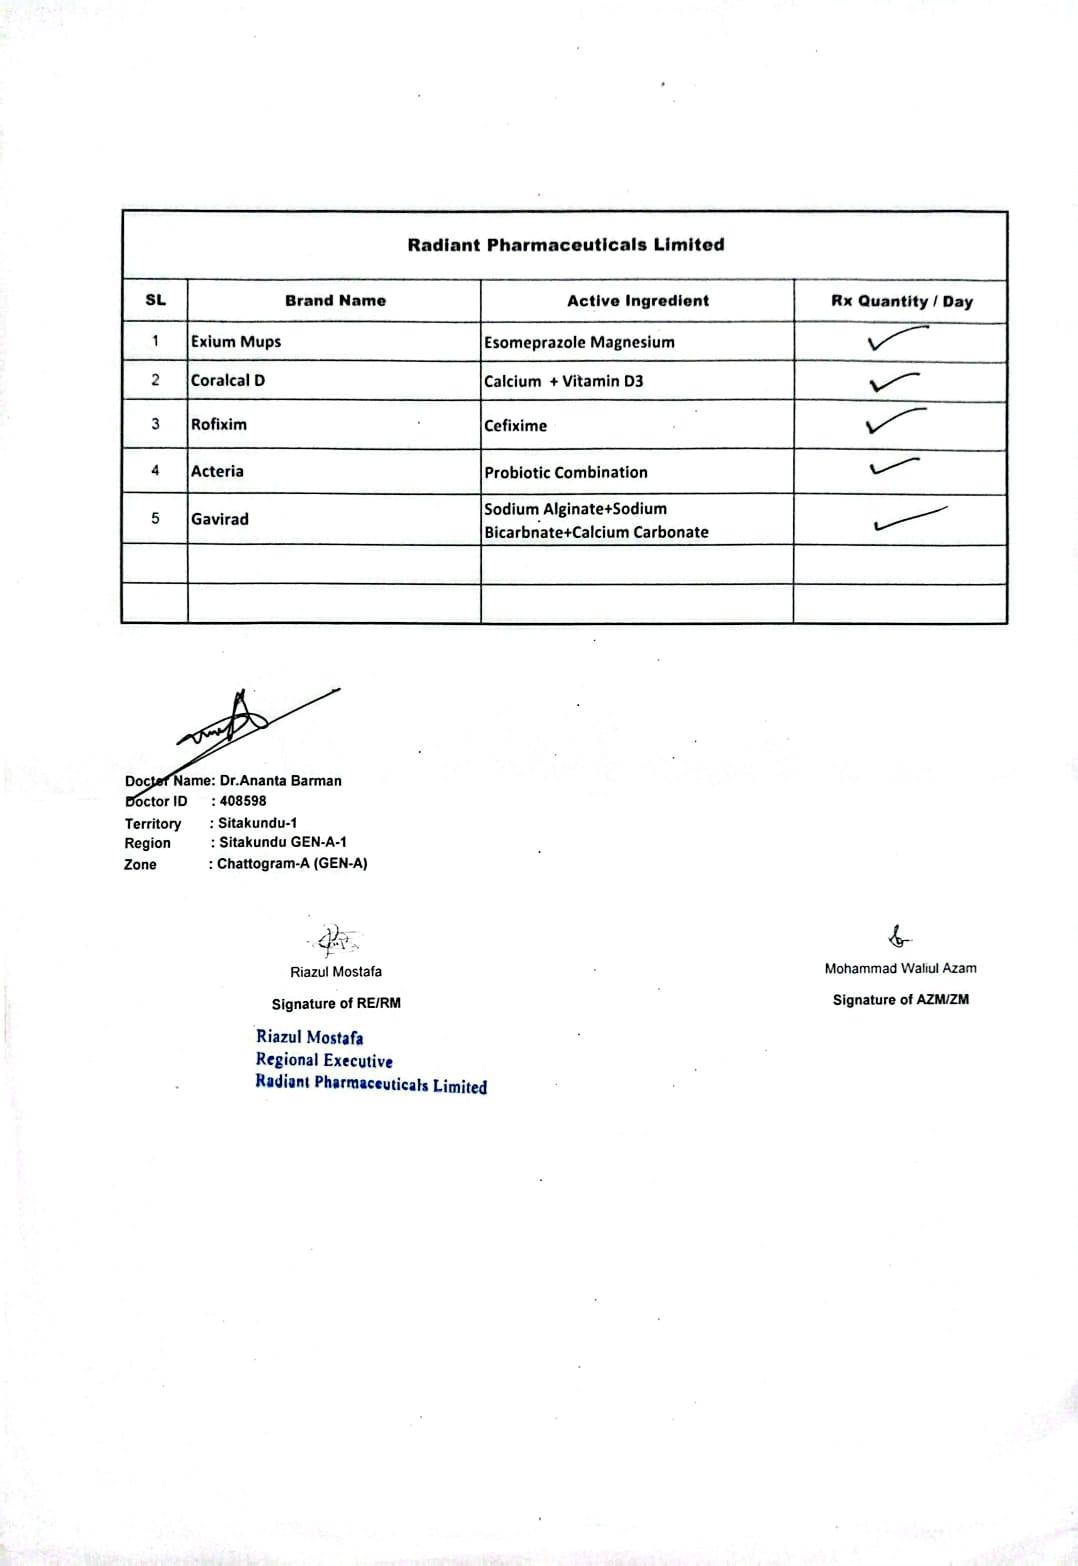 Radiant Pharmaceuticals Limited
SL Brand Name Active Ingredient Rx Quantity / Day
1 Exium Mups Esomeprazole Magnesium ✓
2 Coralcal D Calcium + Vitamin D3 ✓
3 Rofixim Cefixime ✓
4 Acteria Probiotic Combination ✓
5 Gavirad Sodium Alginate+Sodium
Bicarbnate+Calcium Carbonate ✓
Doctor Name: Dr.Ananta Barman
Doctor ID : 408598
Territory : Sitakundu-1
Region : Sitakundu GEN-A-1
Zone : Chattogram-A (GEN-A)
Riazul Mostafa
Signature of RE/RM
Riazul Mostafa
Regional Executive
Radiant Pharmaceuticals Limited
Mohammad Waliul Azam
Signature of AZM/ZM